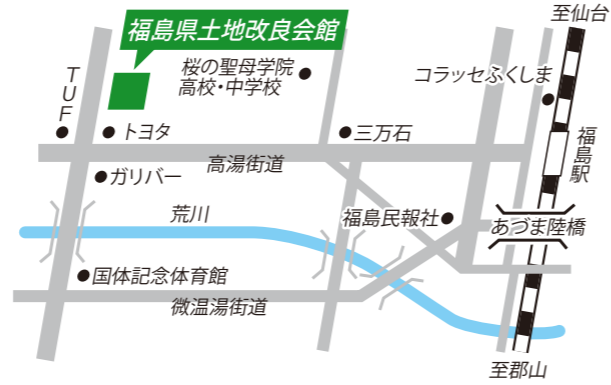 至仙台
福島県土地改良会館
桜の聖母学院
高校・中学校
コラッセふくしま
TUF
トヨタ
三万石
福島駅
高湯街道
ガリバー
荒川
福島民報社
あづま陸橋
国体記念体育館
微温湯街道
至郡山